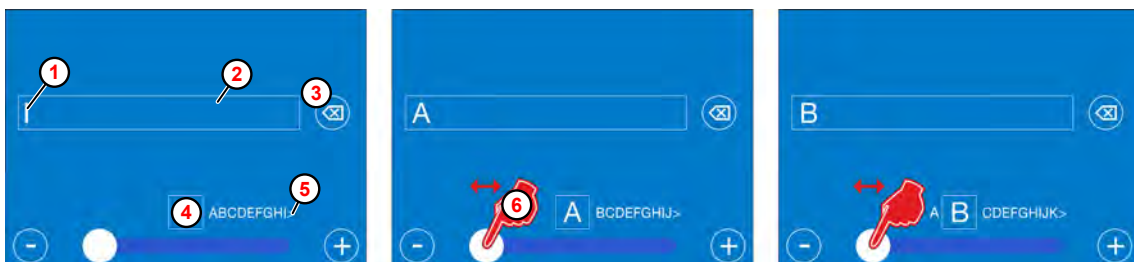 1
2
3
I
4
ABCDEFGHI>
5
-
+
A
6
A
BCDEFGHIJ>
-
+
B
A
B
CDEFGHIJK>
-
+